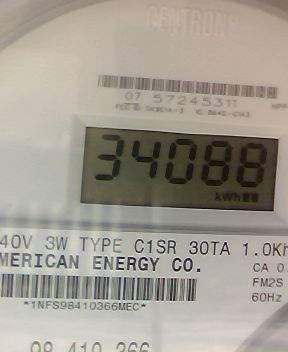 CENTRON®
07 57245311
34088
kWh
40V 3W TYPE C1SR 30TA 1.0Kh
MERICAN ENERGY CO.
CA 0.
FM2S
60Hz
*1NFS98410366MEC*
98 410 366